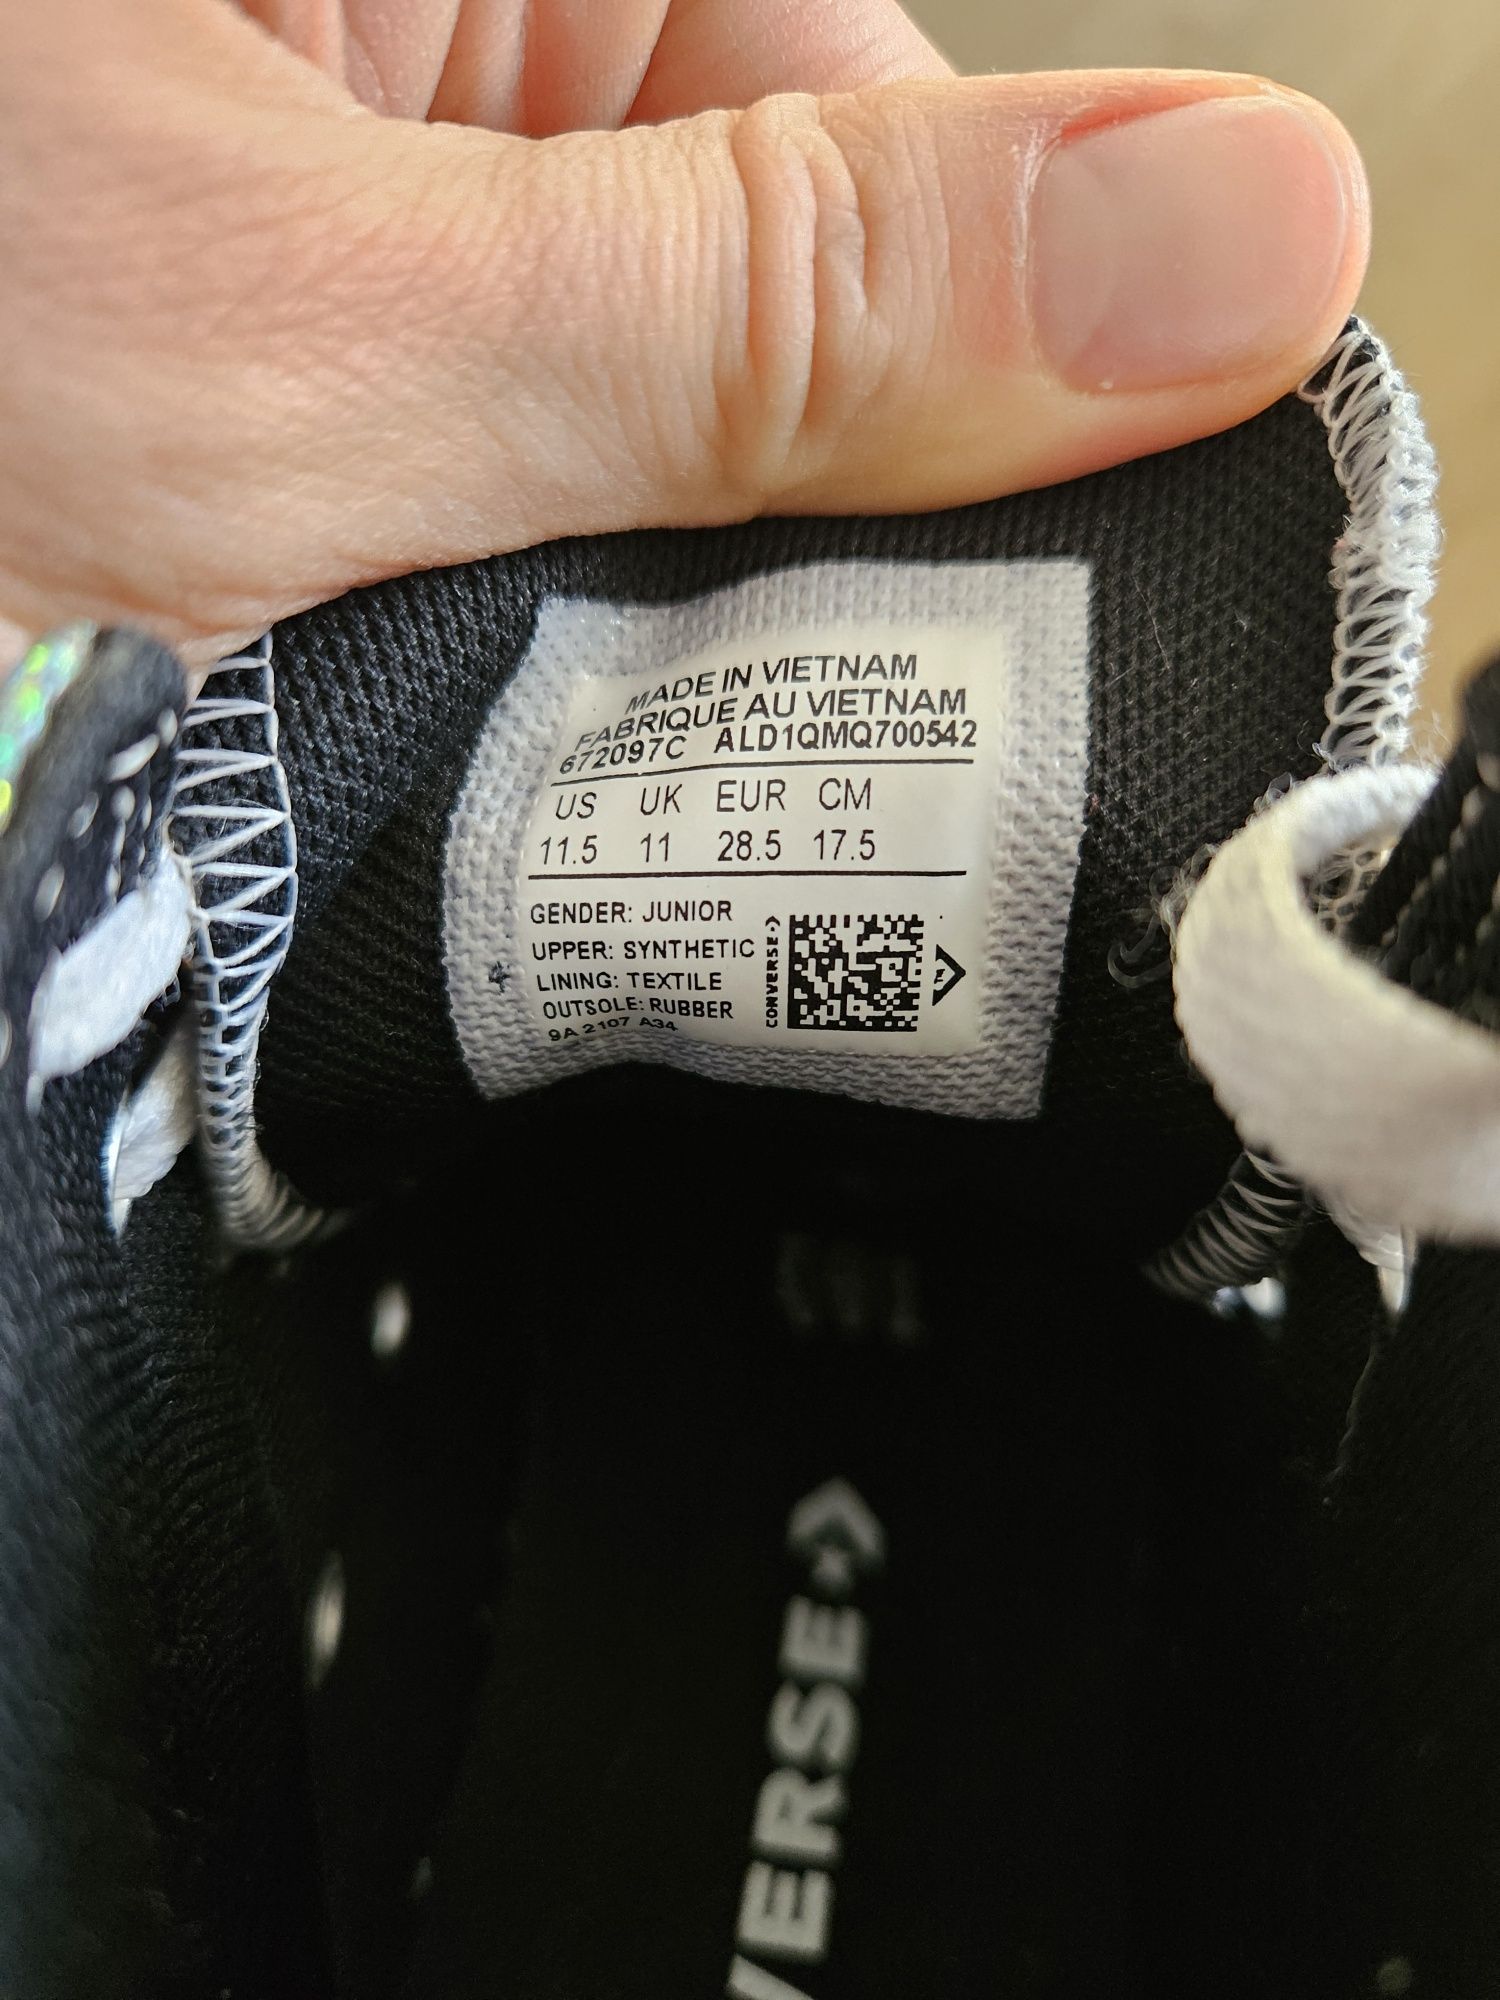 MADE IN VIETNAM
FABRIQUE AU VIETNAM
672097C ALD1QMQ700542
US UK EUR CM
11.5 11 28.5 17.5
GENDER: JUNIOR
UPPER: SYNTHETIC
LINING: TEXTILE
OUTSOLE: RUBBER
9A 2107 A34
CONVERSE
4
VERSE